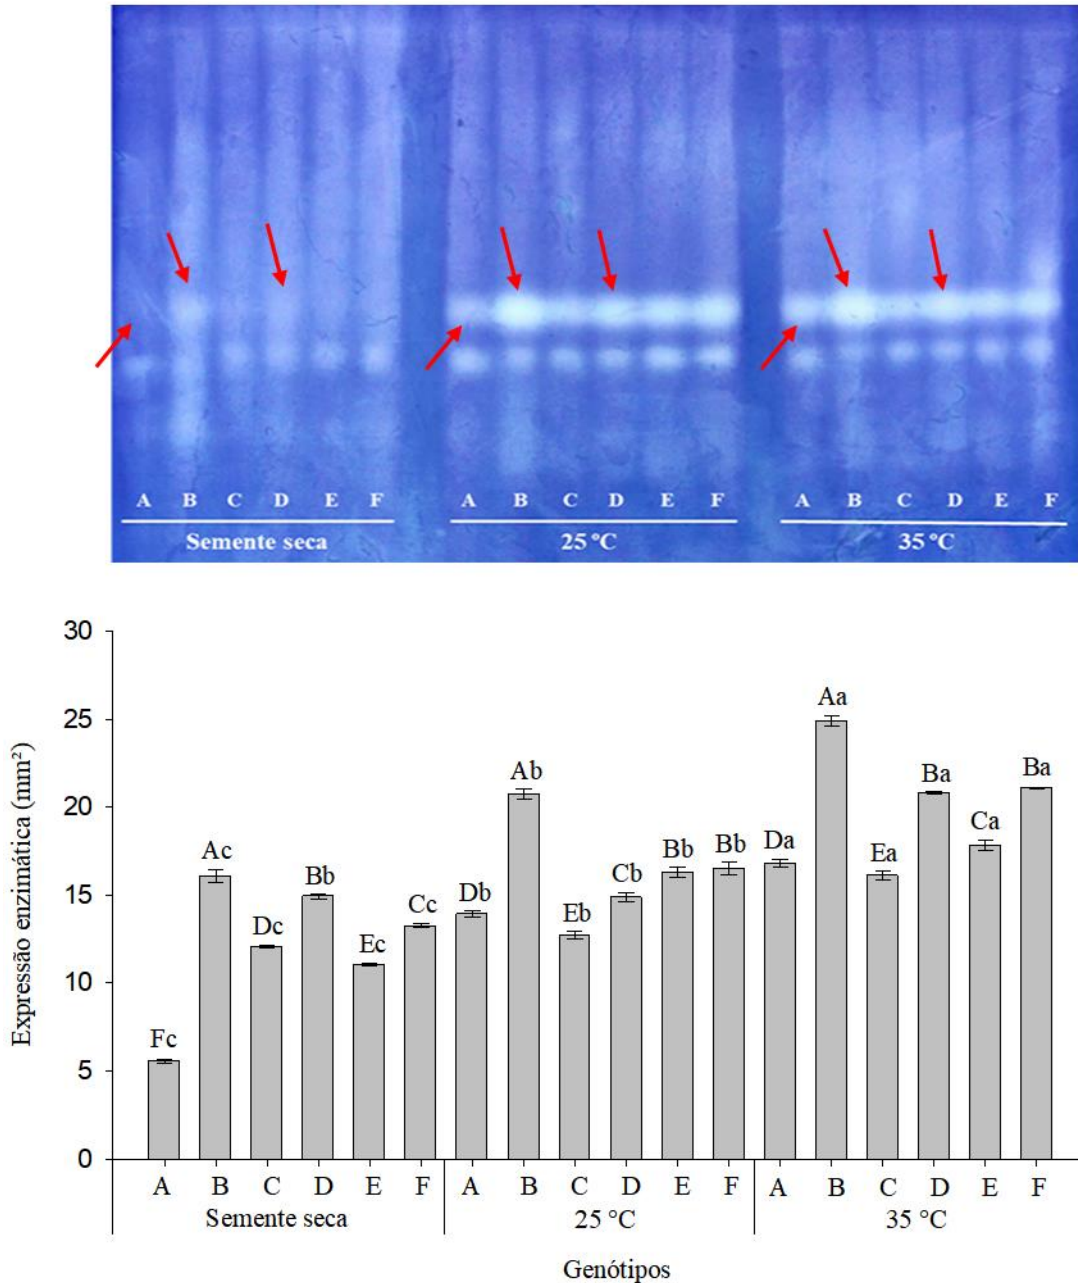 A B C D E F A B C D E F A B C D E F
Semente seca 25 °C 35 °C
Expressão enzimática (mm²)
30
25
20
15
10
5
0
Fc Ac Dc Bb Ec Cc Db Ab Eb Cb Bb Bb Da Aa Ea Ba Ca Ba
A B C D E F A B C D E F A B C D E F
Semente seca 25 °C 35 °C
Genótipos